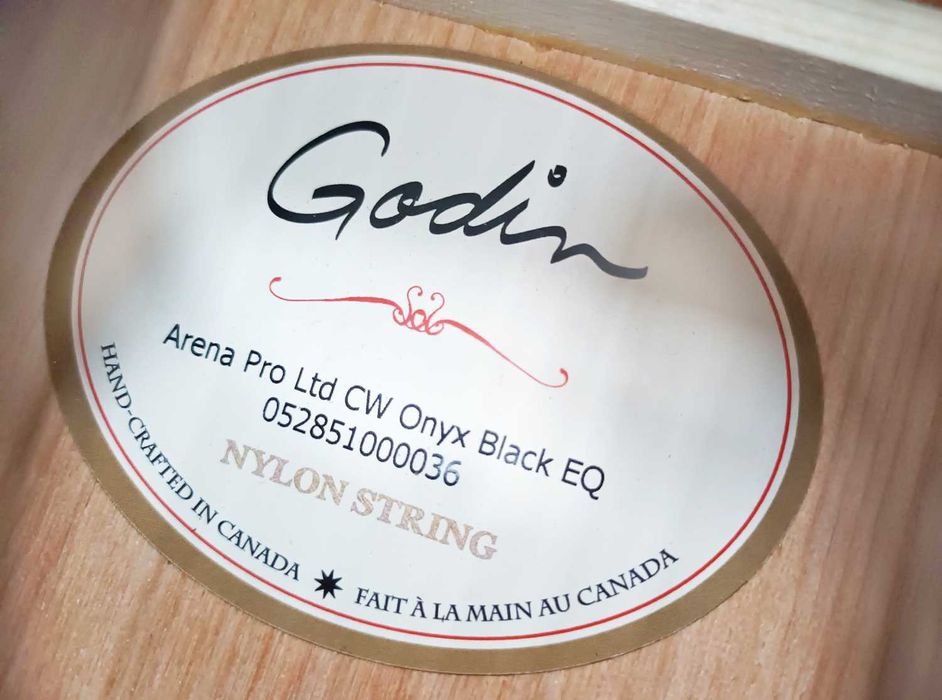 Godin
Arena Pro Ltd CW Onyx Black EQ
052851000036
NYLON STRING
HAND-CRAFTED IN CANADA ✷ FAIT À LA MAIN AU CANADA